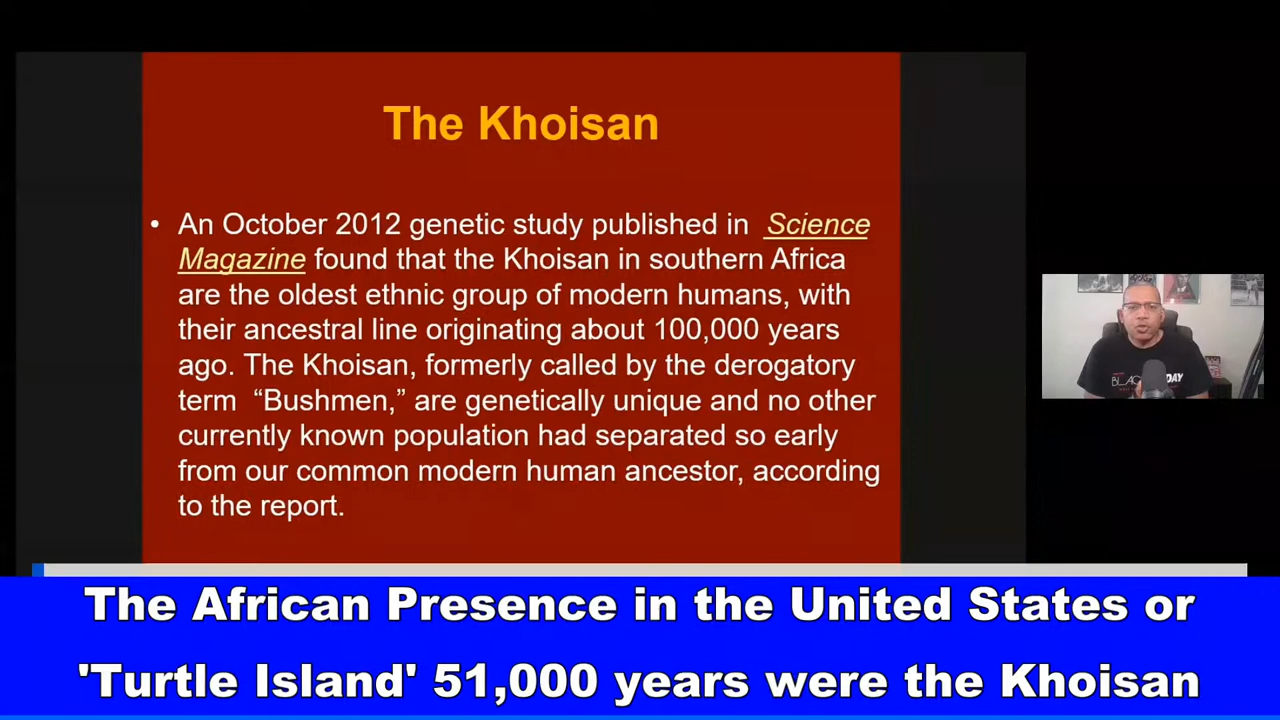 The Khoisan
• An October 2012 genetic study published in Science
Magazine found that the Khoisan in southern Africa
are the oldest ethnic group of modern humans, with
their ancestral line originating about 100,000 years
ago. The Khoisan, formerly called by the derogatory
term “Bushmen,” are genetically unique and no other
currently known population had separated so early
from our common modern human ancestor, according
to the report.
The African Presence in the United States or
'Turtle Island' 51,000 years were the Khoisan